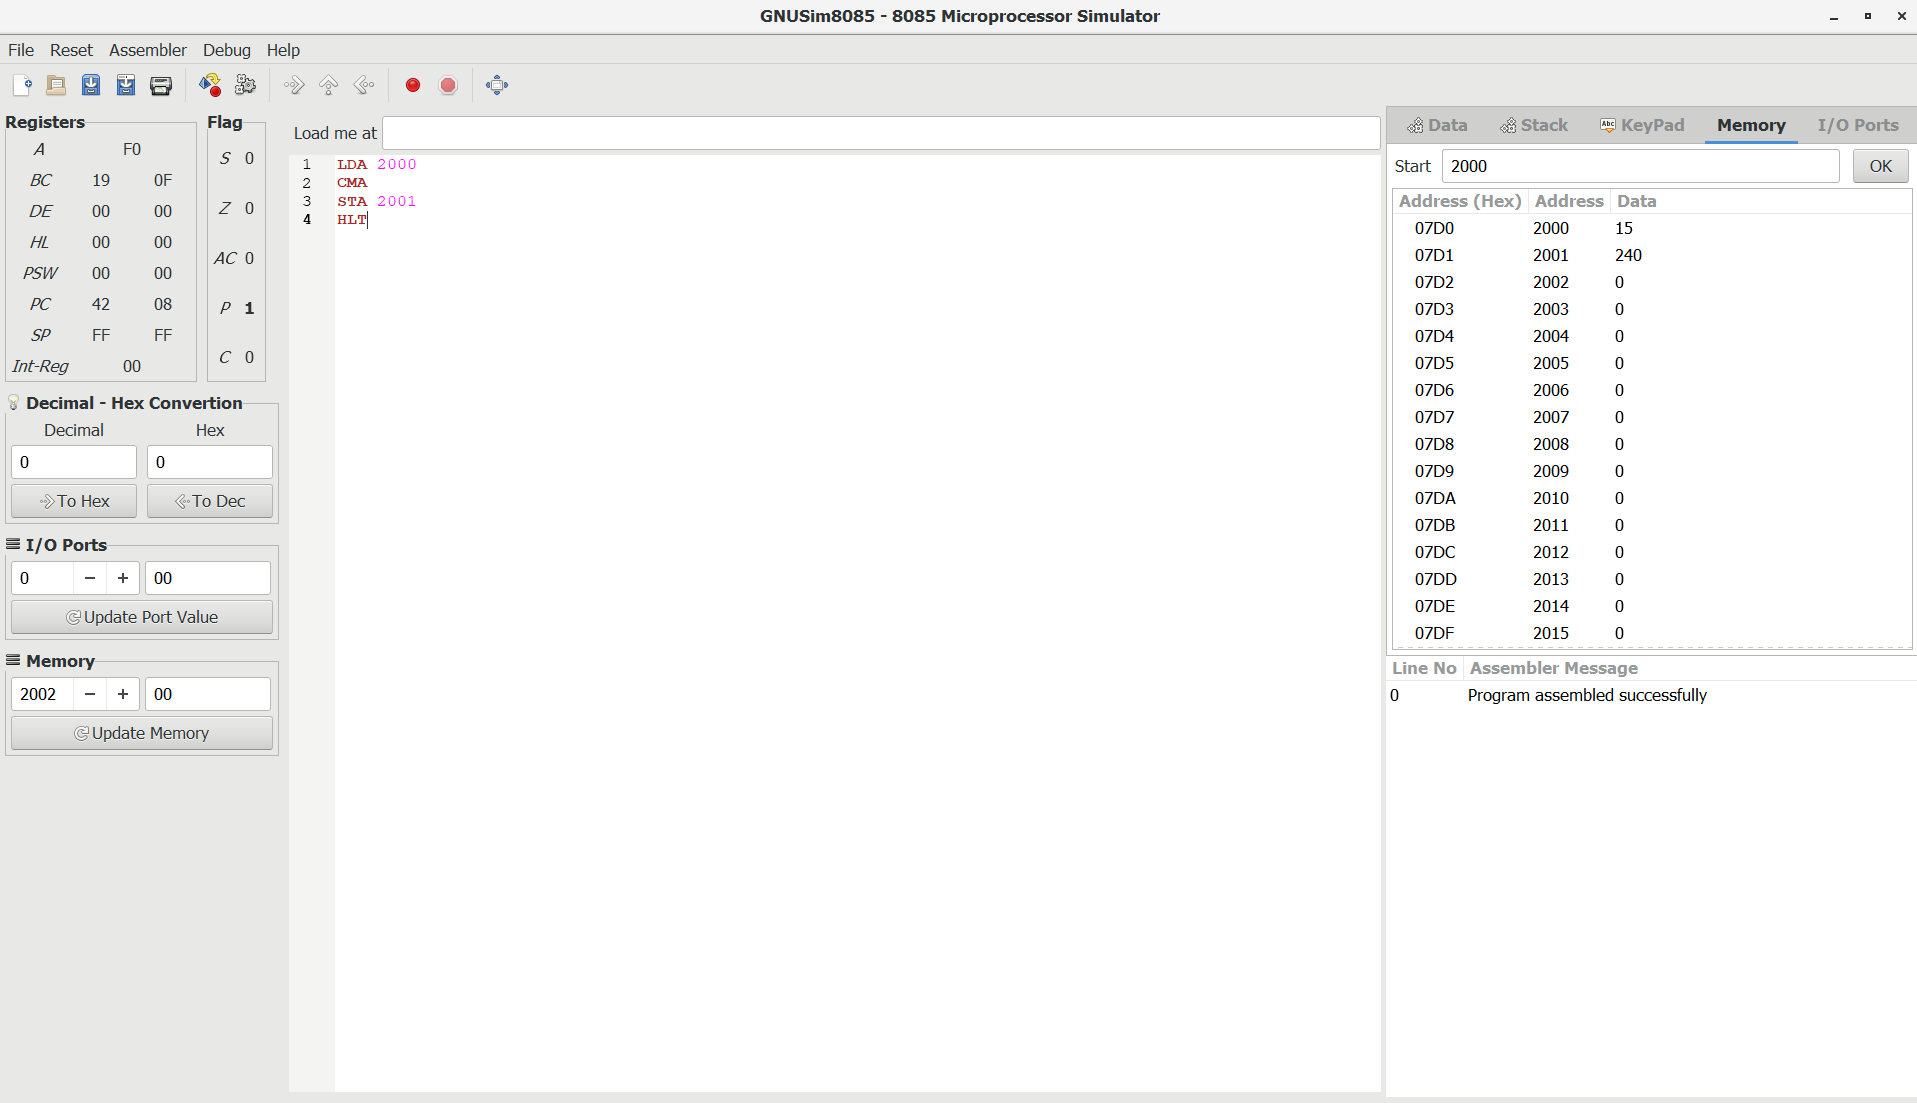 GNUSim8085 - 8085 Microprocessor Simulator
File Reset Assembler Debug Help
Registers
A F0
BC 19 0F
DE 00 00
HL 00 00
PSW 00 00
PC 42 08
SP FF FF
Int-Reg 00
Flag
S 0
Z 0
AC 0
P 1
C 0
Decimal - Hex Convertion
Decimal Hex
0 0
To Hex To Dec
I/O Ports
0 − + 00
Update Port Value
Memory
2002 − + 00
Update Memory
Load me at
1 LDA 2000
2 CMA
3 STA 2001
4 HLT
Data Stack Abc KeyPad Memory I/O Ports
Start 2000 OK
Address (Hex) Address Data
07D0 2000 15
07D1 2001 240
07D2 2002 0
07D3 2003 0
07D4 2004 0
07D5 2005 0
07D6 2006 0
07D7 2007 0
07D8 2008 0
07D9 2009 0
07DA 2010 0
07DB 2011 0
07DC 2012 0
07DD 2013 0
07DE 2014 0
07DF 2015 0
Line No Assembler Message
0 Program assembled successfully